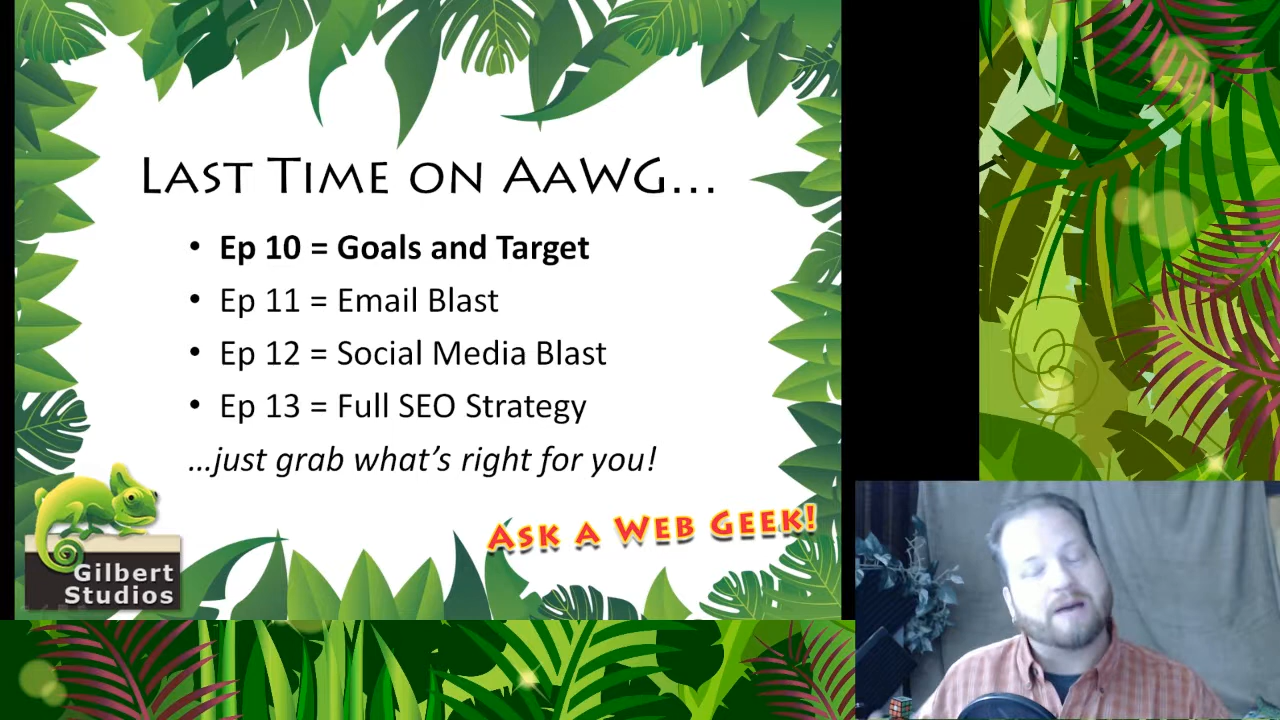 Last Time on AaWG...
• Ep 10 = Goals and Target
• Ep 11 = Email Blast
• Ep 12 = Social Media Blast
• Ep 13 = Full SEO Strategy
...just grab what's right for you!
Ask a Web Geek!
Gilbert
Studios